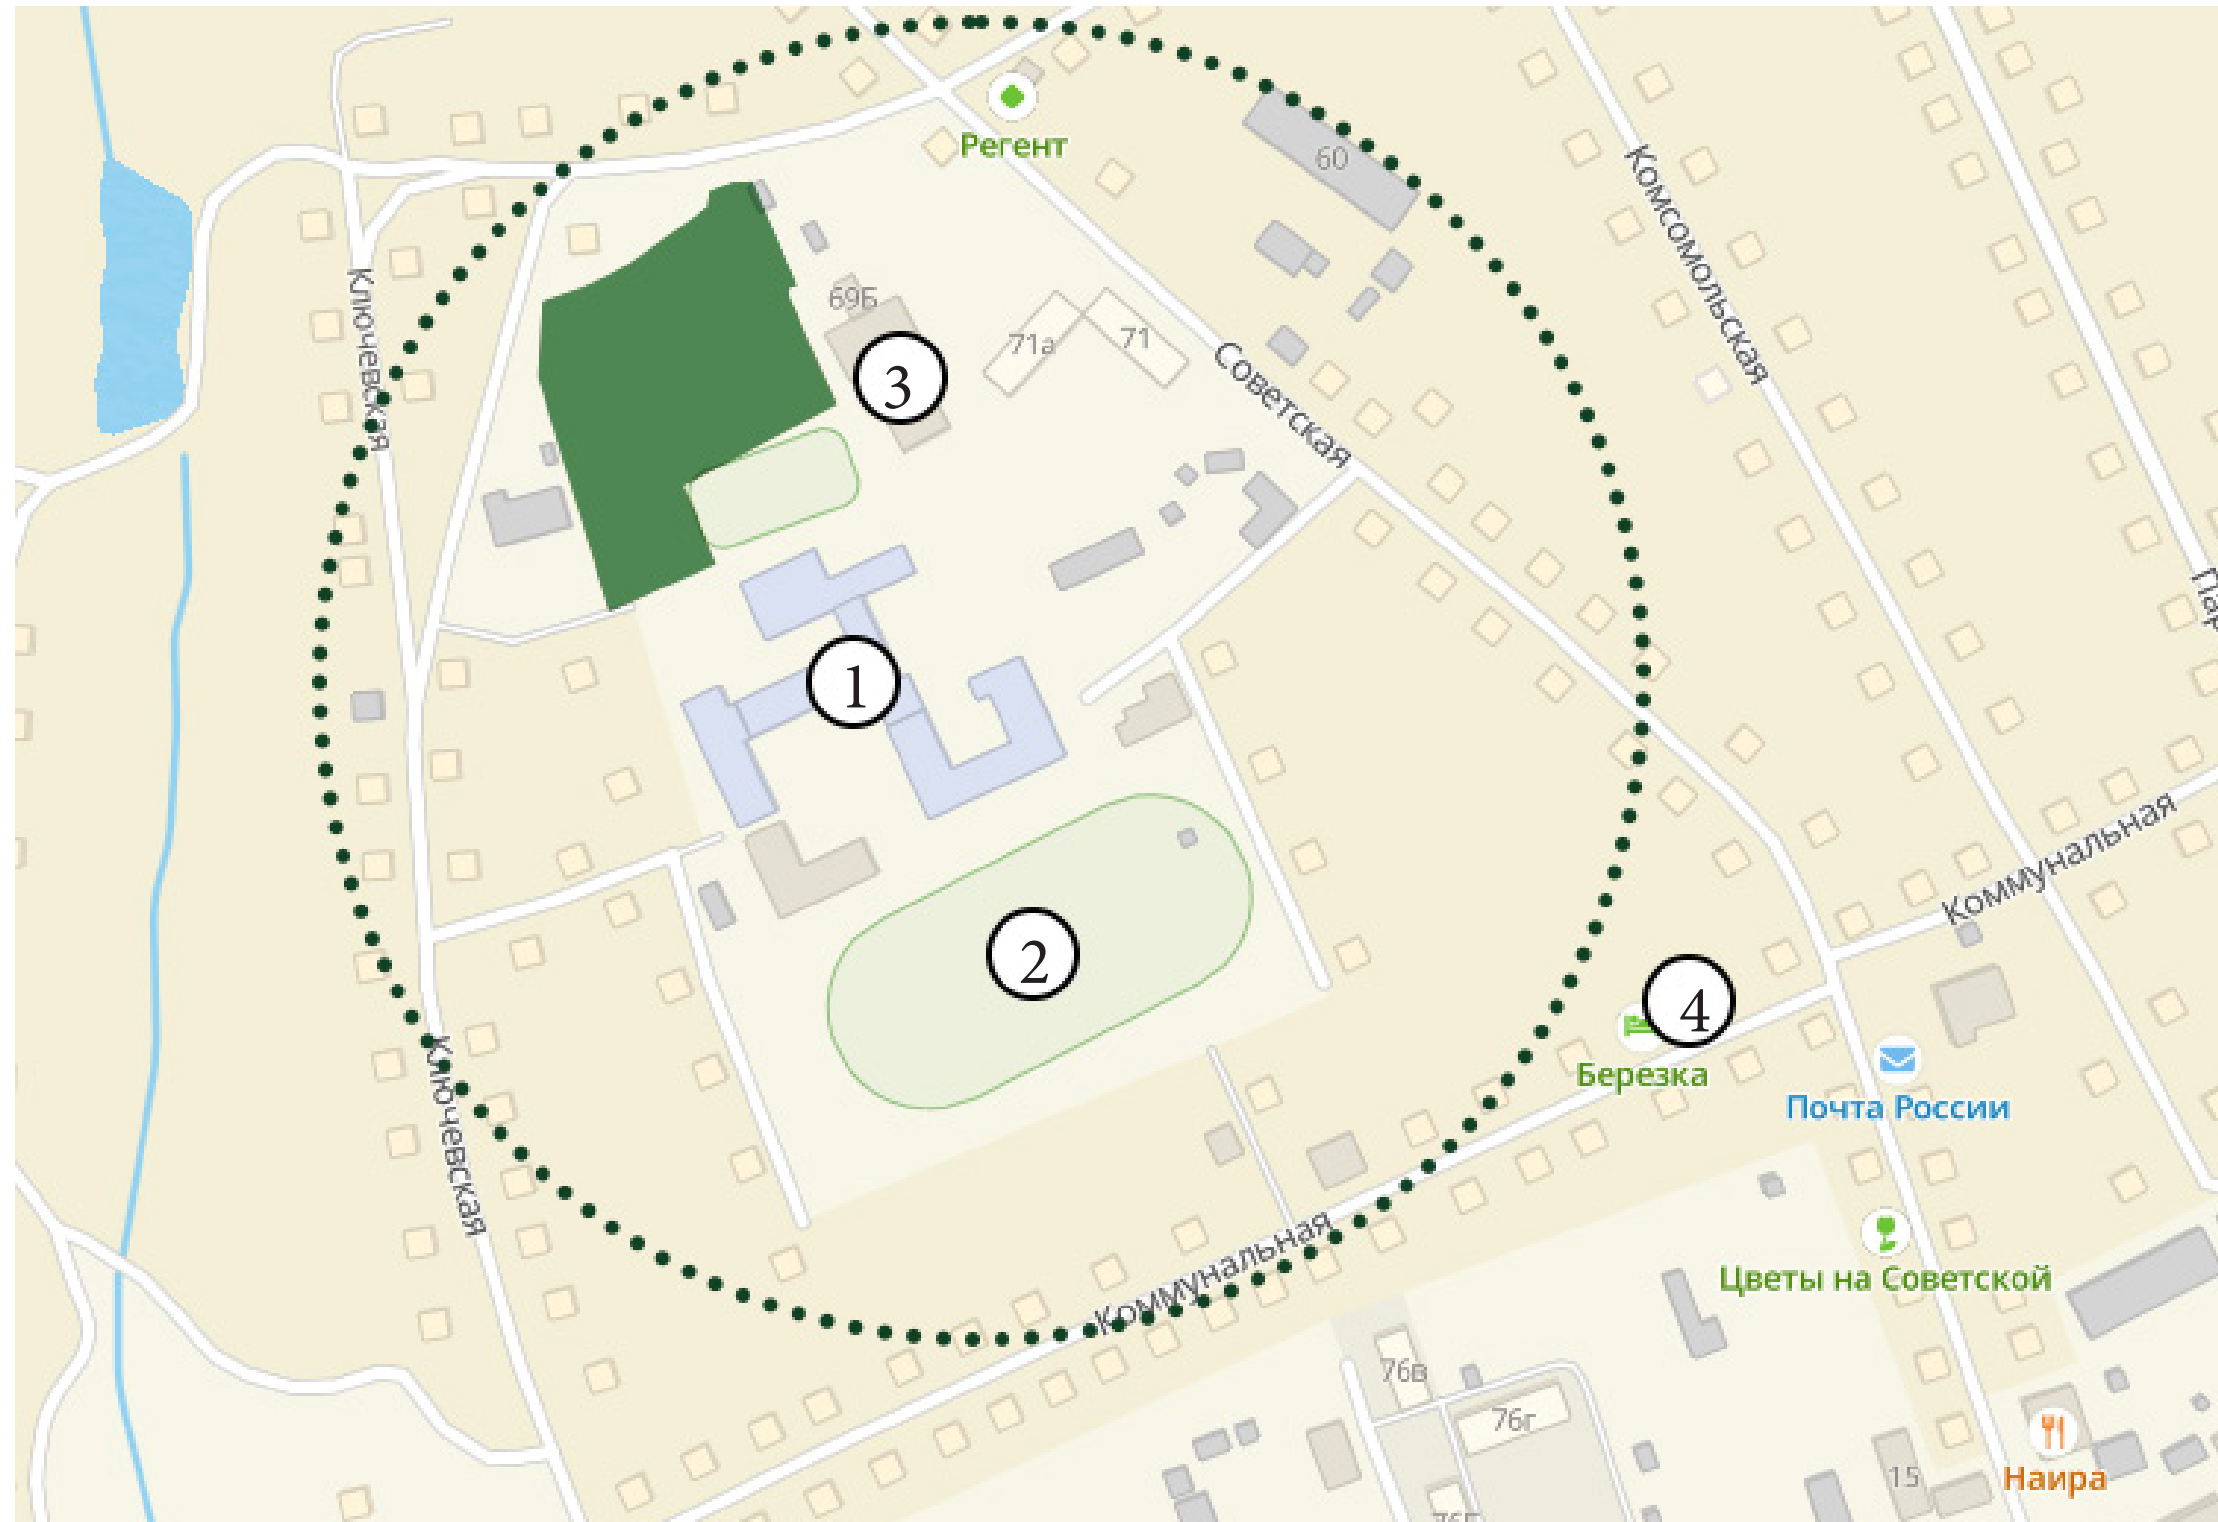 Регент
60
Комсомольская
Ключевская
69Б
3
71а
71
Советская
1
Коммунальная
2
4
Березка
Почта России
Ключевская
Коммунальная
Цветы на Советской
76в
76г
15
Наира